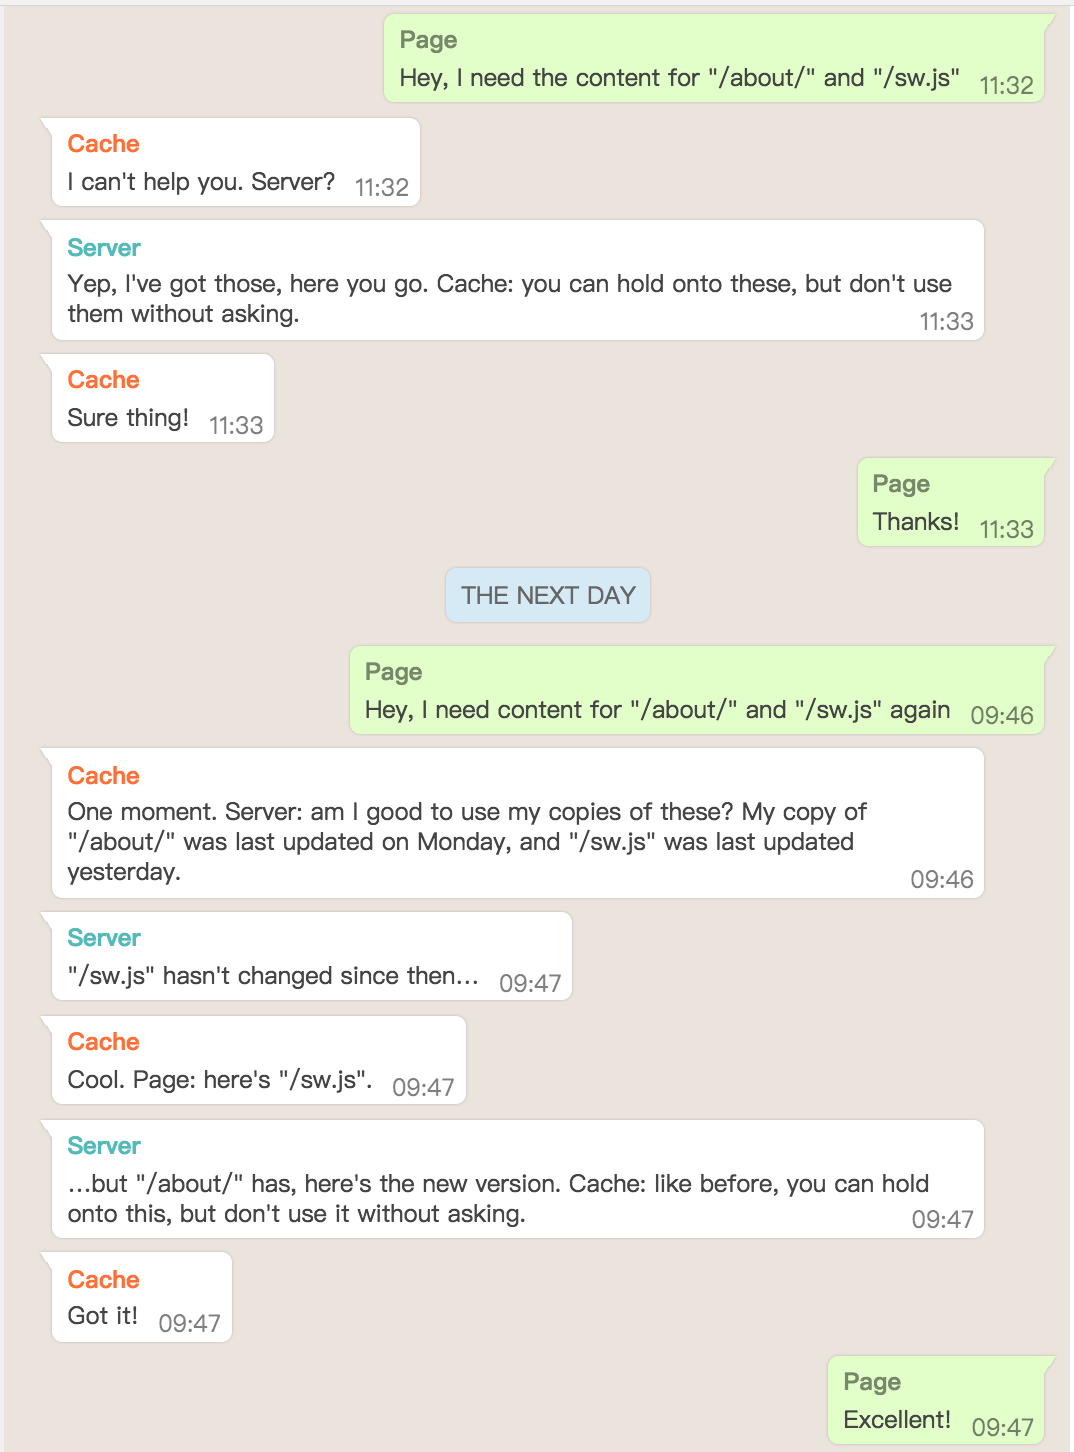 Page
Hey, I need the content for "/about/" and "/sw.js" 11:32
Cache
I can't help you. Server? 11:32
Server
Yep, I've got those, here you go. Cache: you can hold onto these, but don't use
them without asking. 11:33
Cache
Sure thing! 11:33
Page
Thanks! 11:33
THE NEXT DAY
Page
Hey, I need content for "/about/" and "/sw.js" again 09:46
Cache
One moment. Server: am I good to use my copies of these? My copy of
"/about/" was last updated on Monday, and "/sw.js" was last updated
yesterday. 09:46
Server
"/sw.js" hasn't changed since then… 09:47
Cache
Cool. Page: here's "/sw.js". 09:47
Server
…but "/about/" has, here's the new version. Cache: like before, you can hold
onto this, but don't use it without asking. 09:47
Cache
Got it! 09:47
Page
Excellent! 09:47